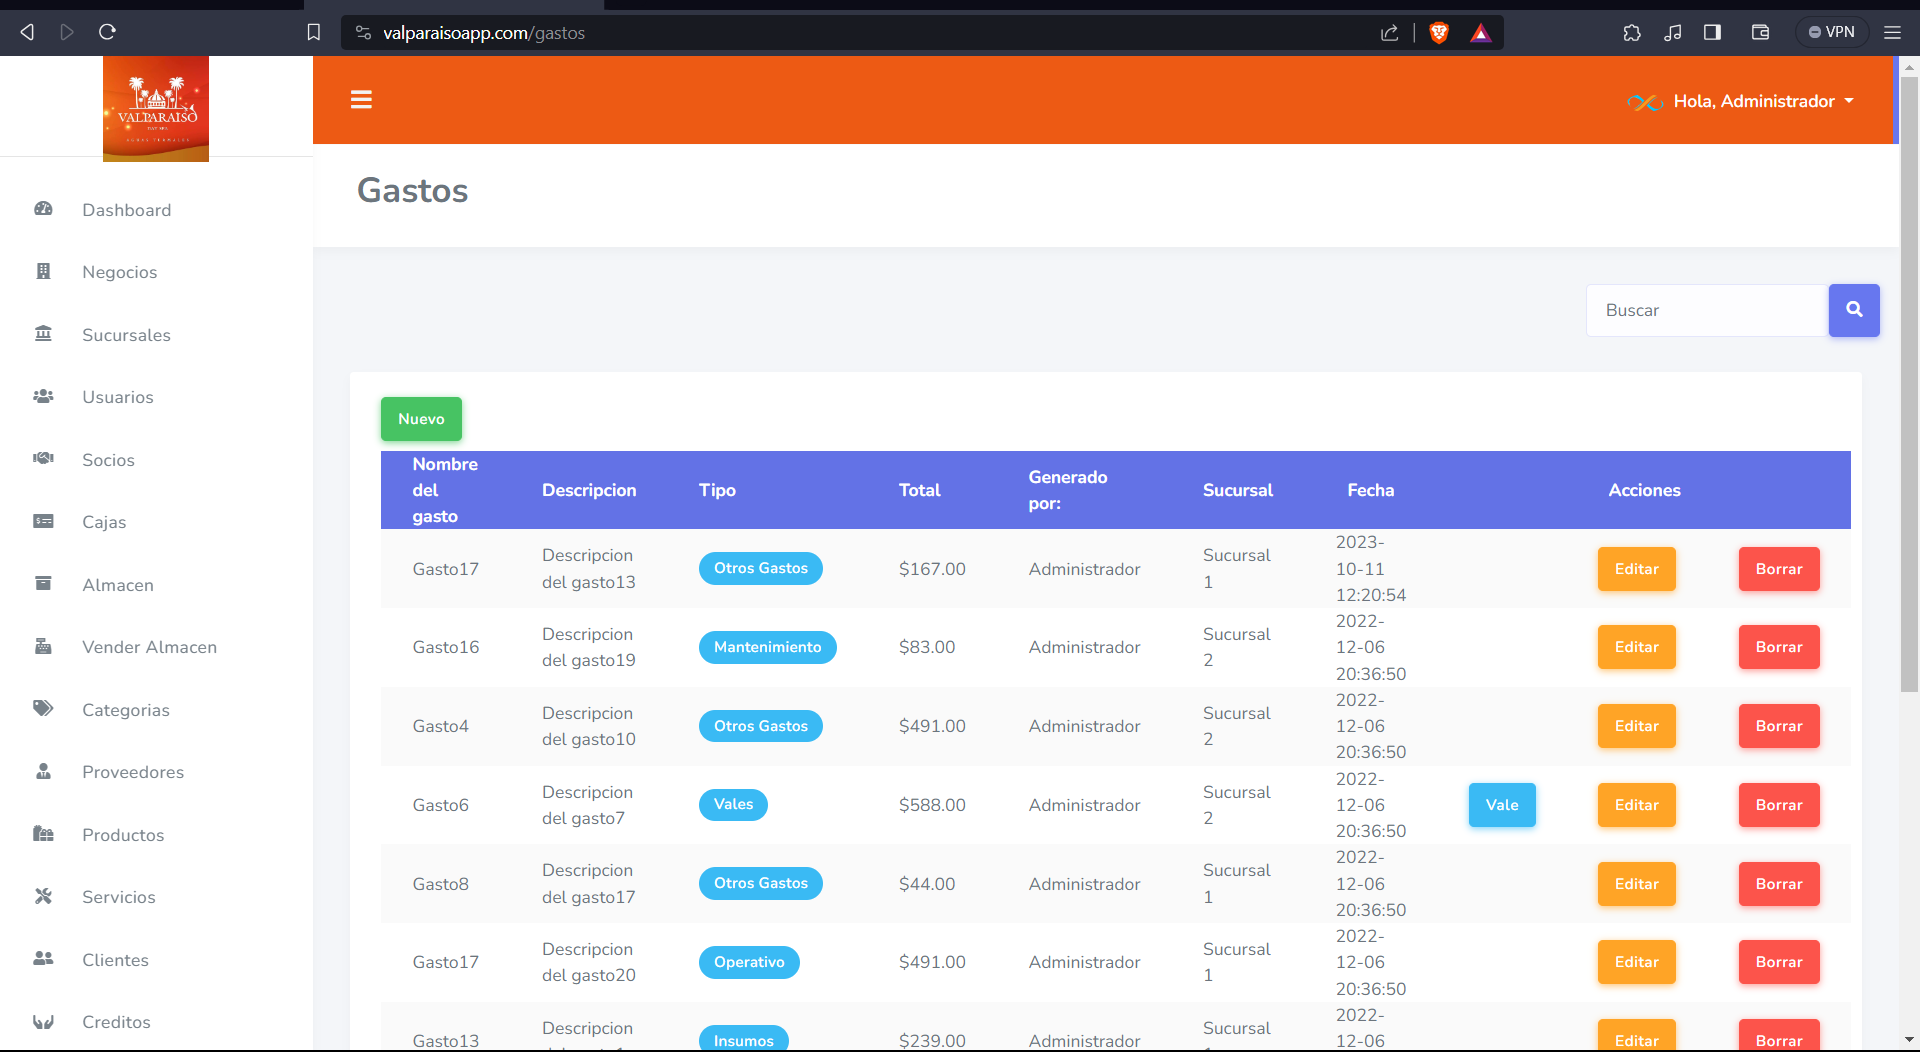 valparaisoapp.com/gastos
VPN
VALPARAISO
Hola, Administrador
Dashboard
Negocios
Sucursales
Usuarios
Socios
Cajas
Almacen
Vender Almacen
Categorias
Proveedores
Productos
Servicios
Clientes
Creditos
Gastos
Buscar
Nuevo
Nombre del gasto Descripcion Tipo Total Generado por: Sucursal Fecha Acciones
Gasto17 Descripcion del gasto13 Otros Gastos $167.00 Administrador Sucursal 1 2023-10-11 12:20:54 Editar Borrar
Gasto16 Descripcion del gasto19 Mantenimiento $83.00 Administrador Sucursal 2 2022-12-06 20:36:50 Editar Borrar
Gasto4 Descripcion del gasto10 Otros Gastos $491.00 Administrador Sucursal 2 2022-12-06 20:36:50 Editar Borrar
Gasto6 Descripcion del gasto7 Vales $588.00 Administrador Sucursal 2 2022-12-06 20:36:50 Vale Editar Borrar
Gasto8 Descripcion del gasto17 Otros Gastos $44.00 Administrador Sucursal 1 2022-12-06 20:36:50 Editar Borrar
Gasto17 Descripcion del gasto20 Operativo $491.00 Administrador Sucursal 1 2022-12-06 20:36:50 Editar Borrar
Gasto13 Descripcion Insumos $239.00 Administrador Sucursal 2022-12-06 Editar Borrar